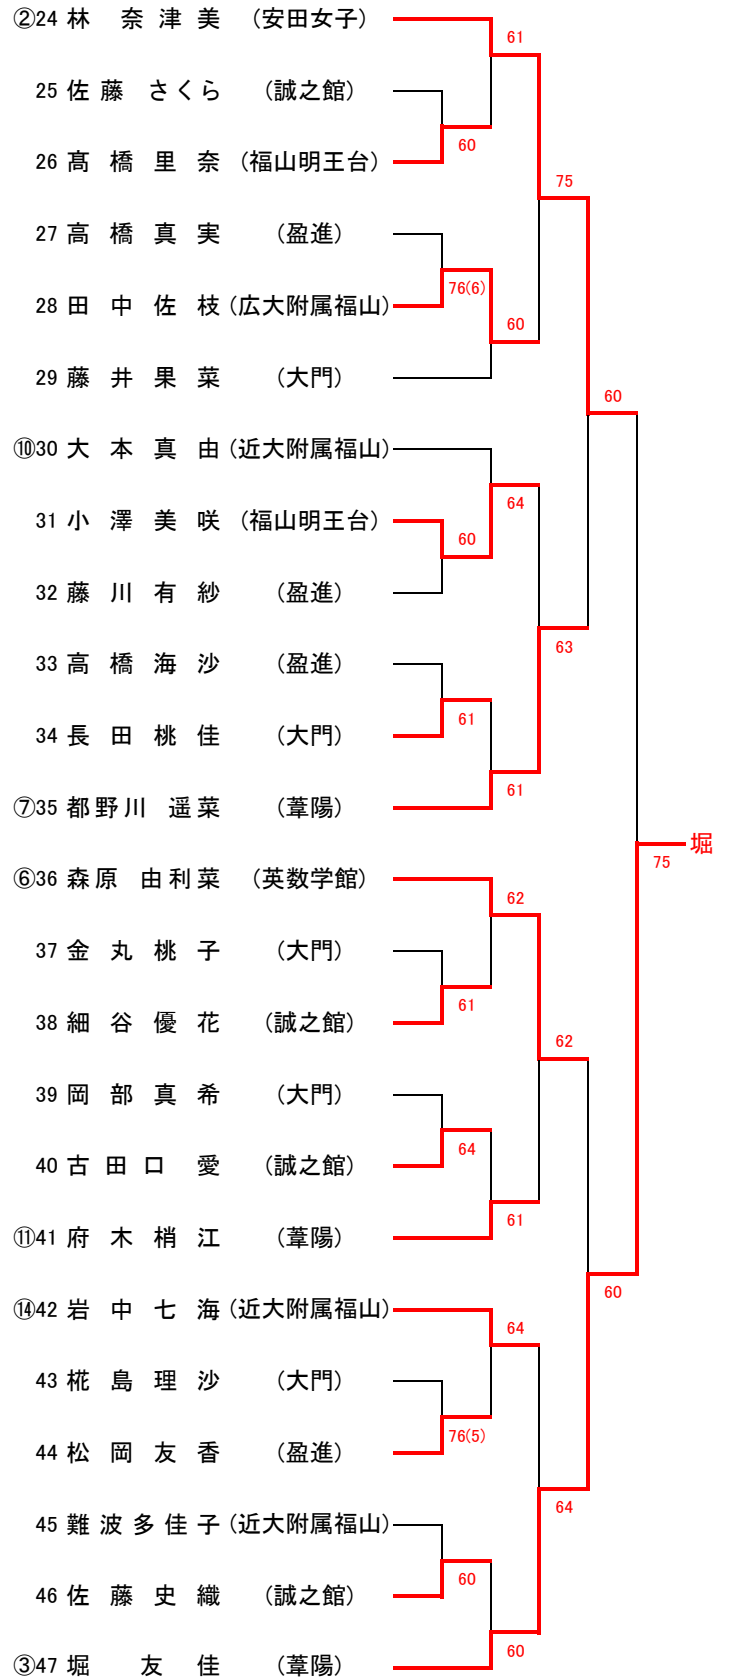 ②24 林 奈津美 (安田女子)
61
25 佐藤 さくら (誠之館)
60
26 髙橋里奈 (福山明王台)
75
27 高橋真実 (盈進)
76(6)
28 田中佐枝 (広大附属福山)
60
29 藤井果菜 (大門)
60
⑩30 大本真由 (近大附属福山)
64
31 小澤美咲 (福山明王台)
60
32 藤川有紗 (盈進)
63
33 高橋海沙 (盈進)
61
34 長田桃佳 (大門)
61
⑦35 都野川 遥菜 (葦陽)
堀
75
⑥36 森原 由利菜 (英数学館)
62
37 金丸桃子 (大門)
61
38 細谷優花 (誠之館)
62
39 岡部真希 (大門)
64
40 古田口 愛 (誠之館)
61
⑪41 府木梢江 (葦陽)
60
⑭42 岩中七海 (近大附属福山)
64
43 椛島理沙 (大門)
76(5)
44 松岡友香 (盈進)
64
45 難波多佳子 (近大附属福山)
60
46 佐藤史織 (誠之館)
60
③47 堀 友佳 (葦陽)